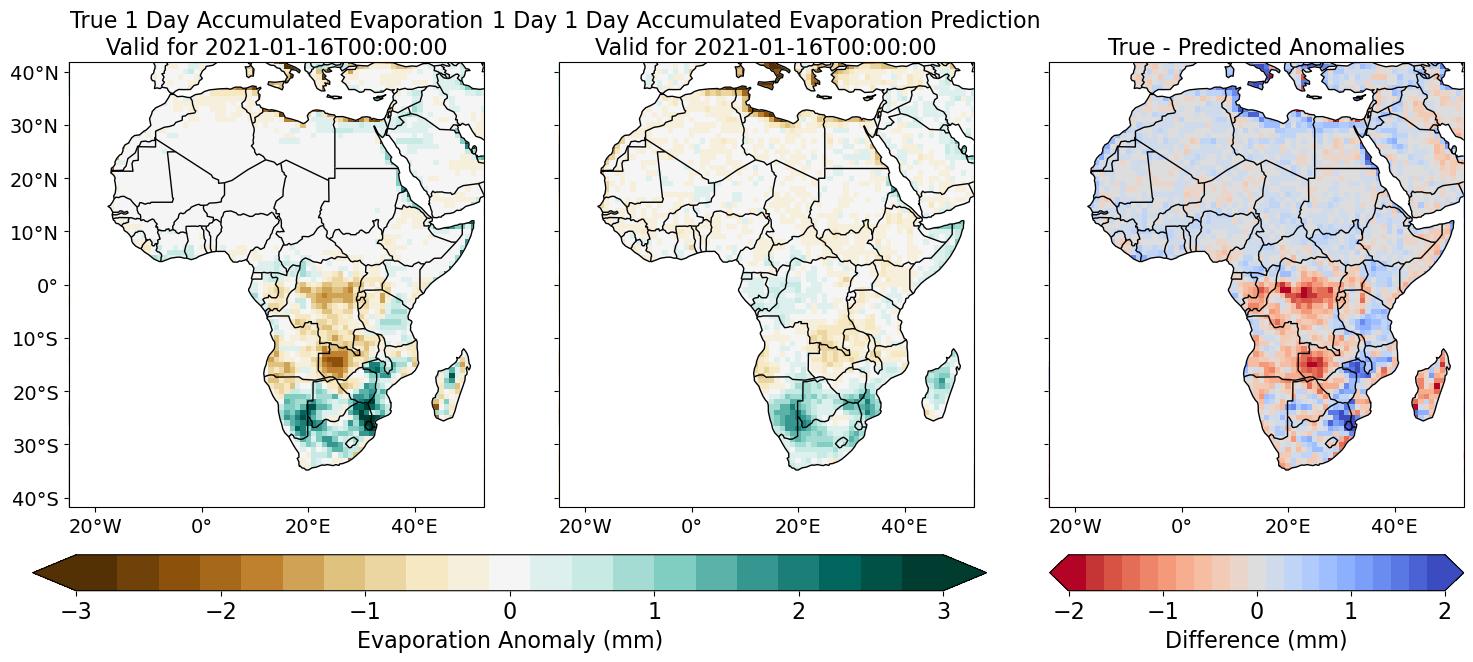 True 1 Day Accumulated Evaporation
Valid for 2021-01-16T00:00:00
1 Day 1 Day Accumulated Evaporation Prediction
Valid for 2021-01-16T00:00:00
True - Predicted Anomalies
40°N
30°N
20°N
10°N
0°
10°S
20°S
30°S
40°S
20°W 0° 20°E 40°E
20°W 0° 20°E 40°E
20°W 0° 20°E 40°E
−3 −2 −1 0 1 2 3
Evaporation Anomaly (mm)
−2 −1 0 1 2
Difference (mm)